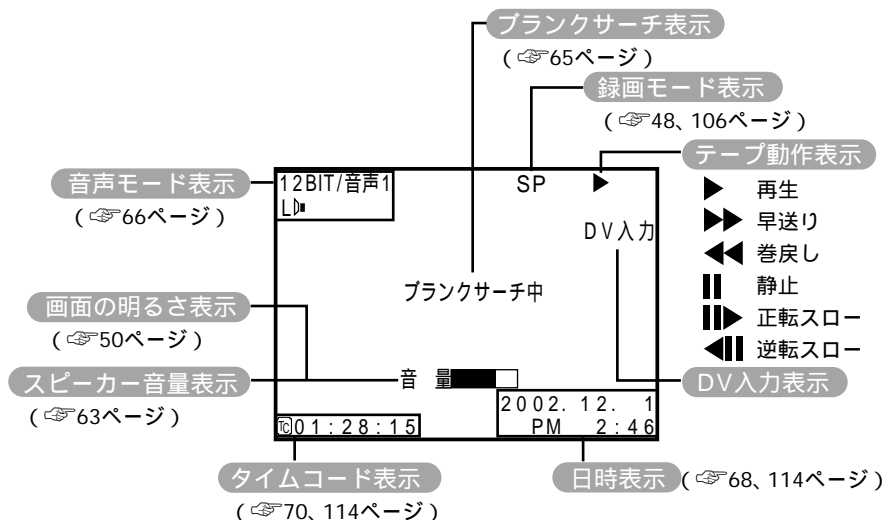 ブランクサーチ表示
(☞65ページ)
録画モード表示
(☞48、106ページ)
テープ動作表示
▶ 再生
▶▶ 早送り
◀◀ 巻戻し
❚❚ 静止
❚❚▶ 正転スロー
◀❚❚ 逆転スロー
音声モード表示
(☞66ページ)
12BIT/音声1
L
SP ▶
DV入力
ブランクサーチ中
画面の明るさ表示
(☞50ページ)
スピーカー音量表示
(☞63ページ)
音 量
DV入力表示
2002.12. 1
PM 2:46
TC01:28:15
タイムコード表示
(☞70、114ページ)
日時表示(☞68、114ページ)